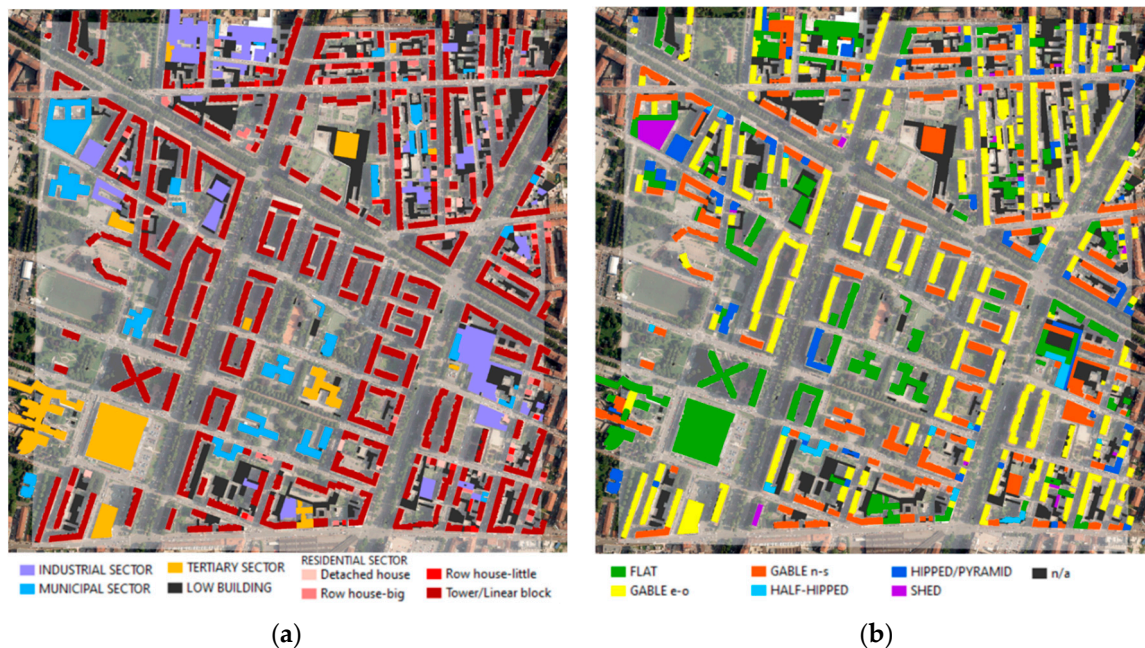 INDUSTRIAL SECTOR
MUNICIPAL SECTOR
TERTIARY SECTOR
LOW BUILDING
RESIDENTIAL SECTOR
Detached house
Row house-big
Row house-little
Tower/Linear block
(a)
FLAT
GABLE e-o
GABLE n-s
HALF-HIPPED
HIPPED/PYRAMID
SHED
n/a
(b)